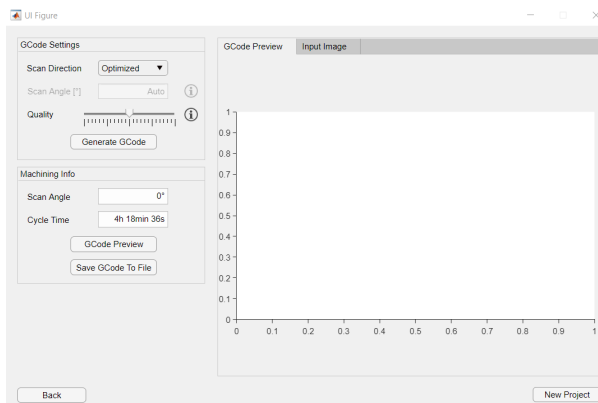 UI Figure
GCode Settings
Scan Direction Optimized
Scan Angle [°] Auto
Quality
Generate GCode
Machining Info
Scan Angle 0°
Cycle Time 4h 18min 36s
GCode Preview
Save GCode To File
Back
GCode Preview Input Image
1
0.9
0.8
0.7
0.6
0.5
0.4
0.3
0.2
0.1
0
0 0.1 0.2 0.3 0.4 0.5 0.6 0.7 0.8 0.9 1
New Project